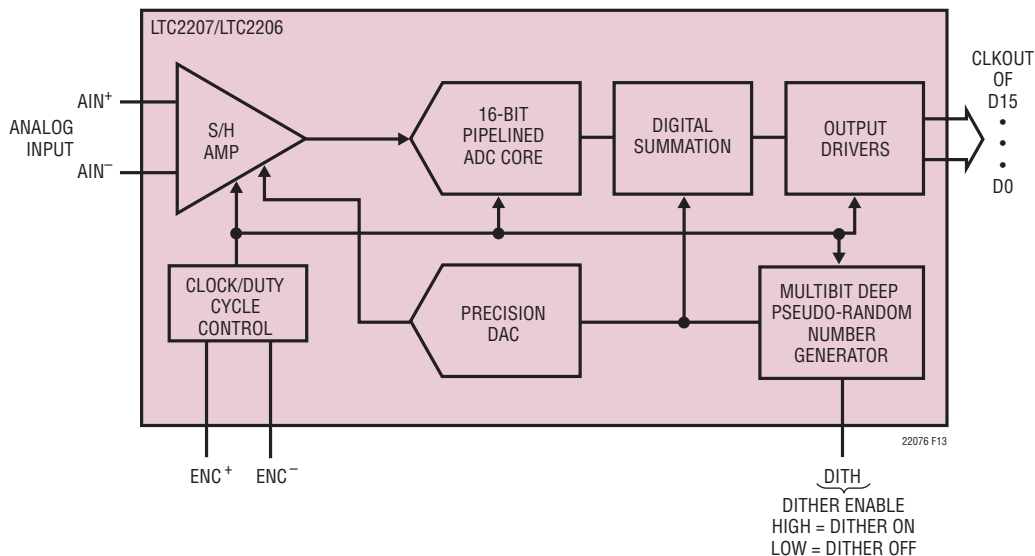 LTC2207/LTC2206
AIN+
ANALOG
INPUT
AIN−
S/H
AMP
16-BIT
PIPELINED
ADC CORE
DIGITAL
SUMMATION
OUTPUT
DRIVERS
CLKOUT
OF
D15
•
•
•
D0
CLOCK/DUTY
CYCLE
CONTROL
PRECISION
DAC
MULTIBIT DEEP
PSEUDO-RANDOM
NUMBER
GENERATOR
22076 F13
ENC+
ENC−
DITH
DITHER ENABLE
HIGH = DITHER ON
LOW = DITHER OFF